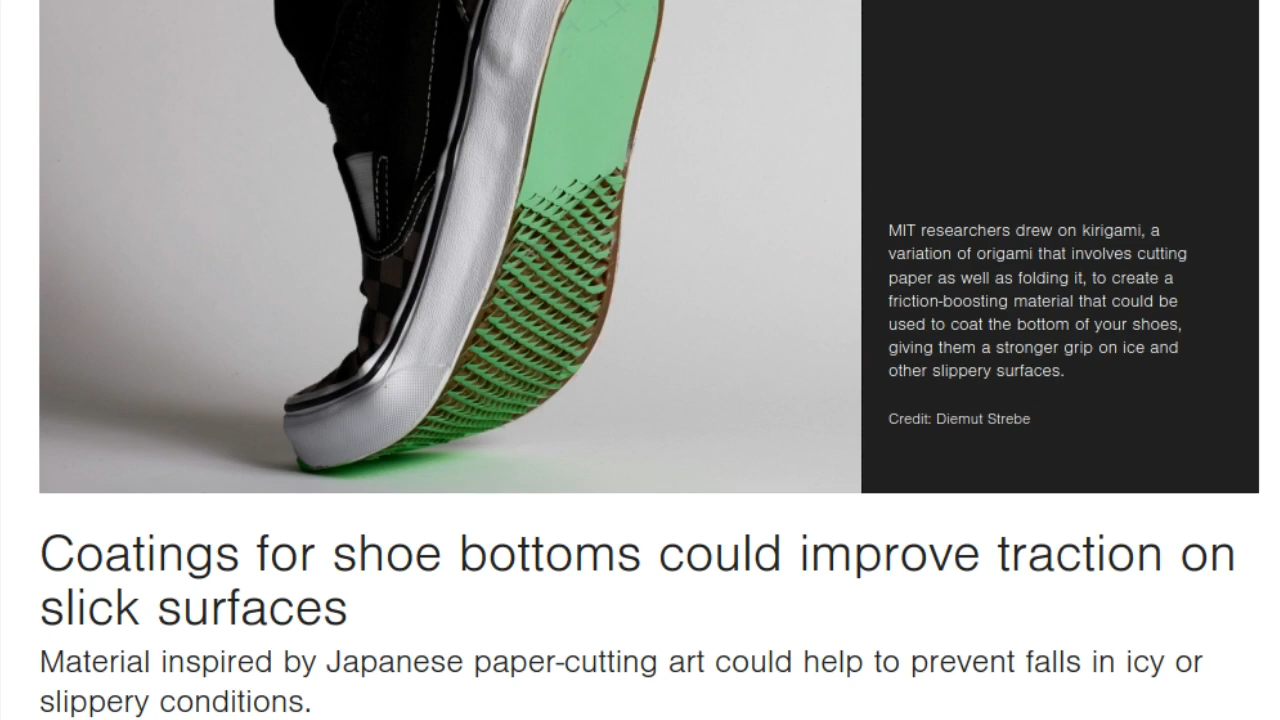 MIT researchers drew on kirigami, a
variation of origami that involves cutting
paper as well as folding it, to create a
friction-boosting material that could be
used to coat the bottom of your shoes,
giving them a stronger grip on ice and
other slippery surfaces.
Credit: Diemut Strebe
Coatings for shoe bottoms could improve traction on
slick surfaces
Material inspired by Japanese paper-cutting art could help to prevent falls in icy or
slippery conditions.